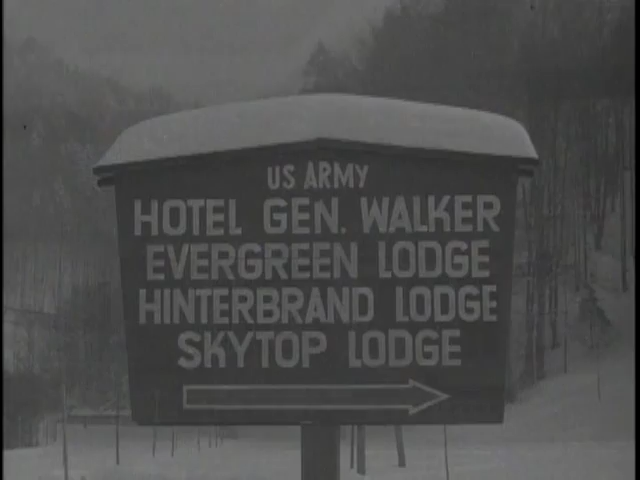 US ARMY
HOTEL GEN. WALKER
EVERGREEN LODGE
HINTERBRAND LODGE
SKYTOP LODGE